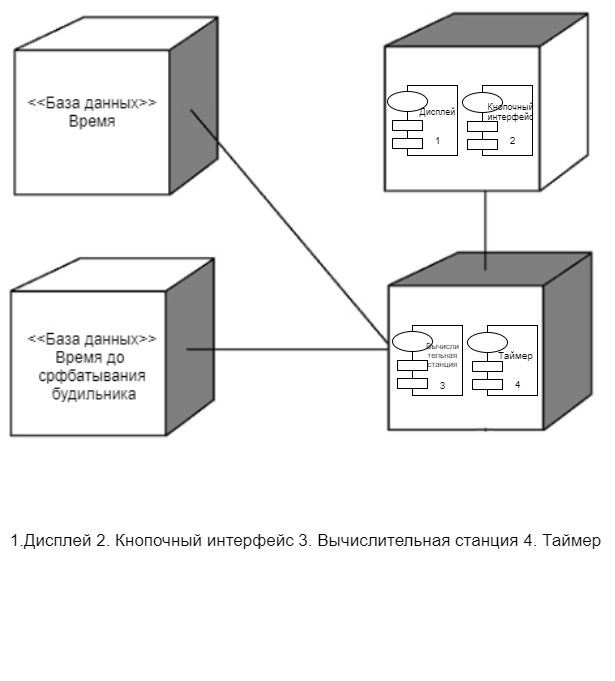 <<База данных>>
Время
Дисплей
1
Кнопочный
интерфейс
2
<<База данных>>
Время до
срфбатывания
будильника
Вычисли
тельная
станция
3
Таймер
4
1.Дисплей 2. Кнопочный интерфейс 3. Вычислительная станция 4. Таймер